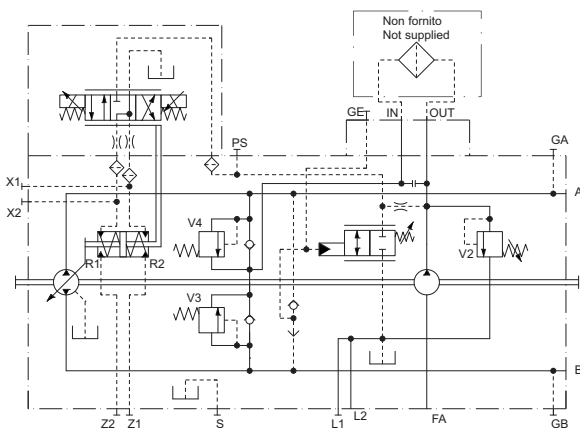 Non fornito
Not supplied
GE
IN
OUT
PS
GA
X1
A
X2
V4
V2
R1
R2
V3
B
Z2
Z1
S
L1
L2
FA
GB